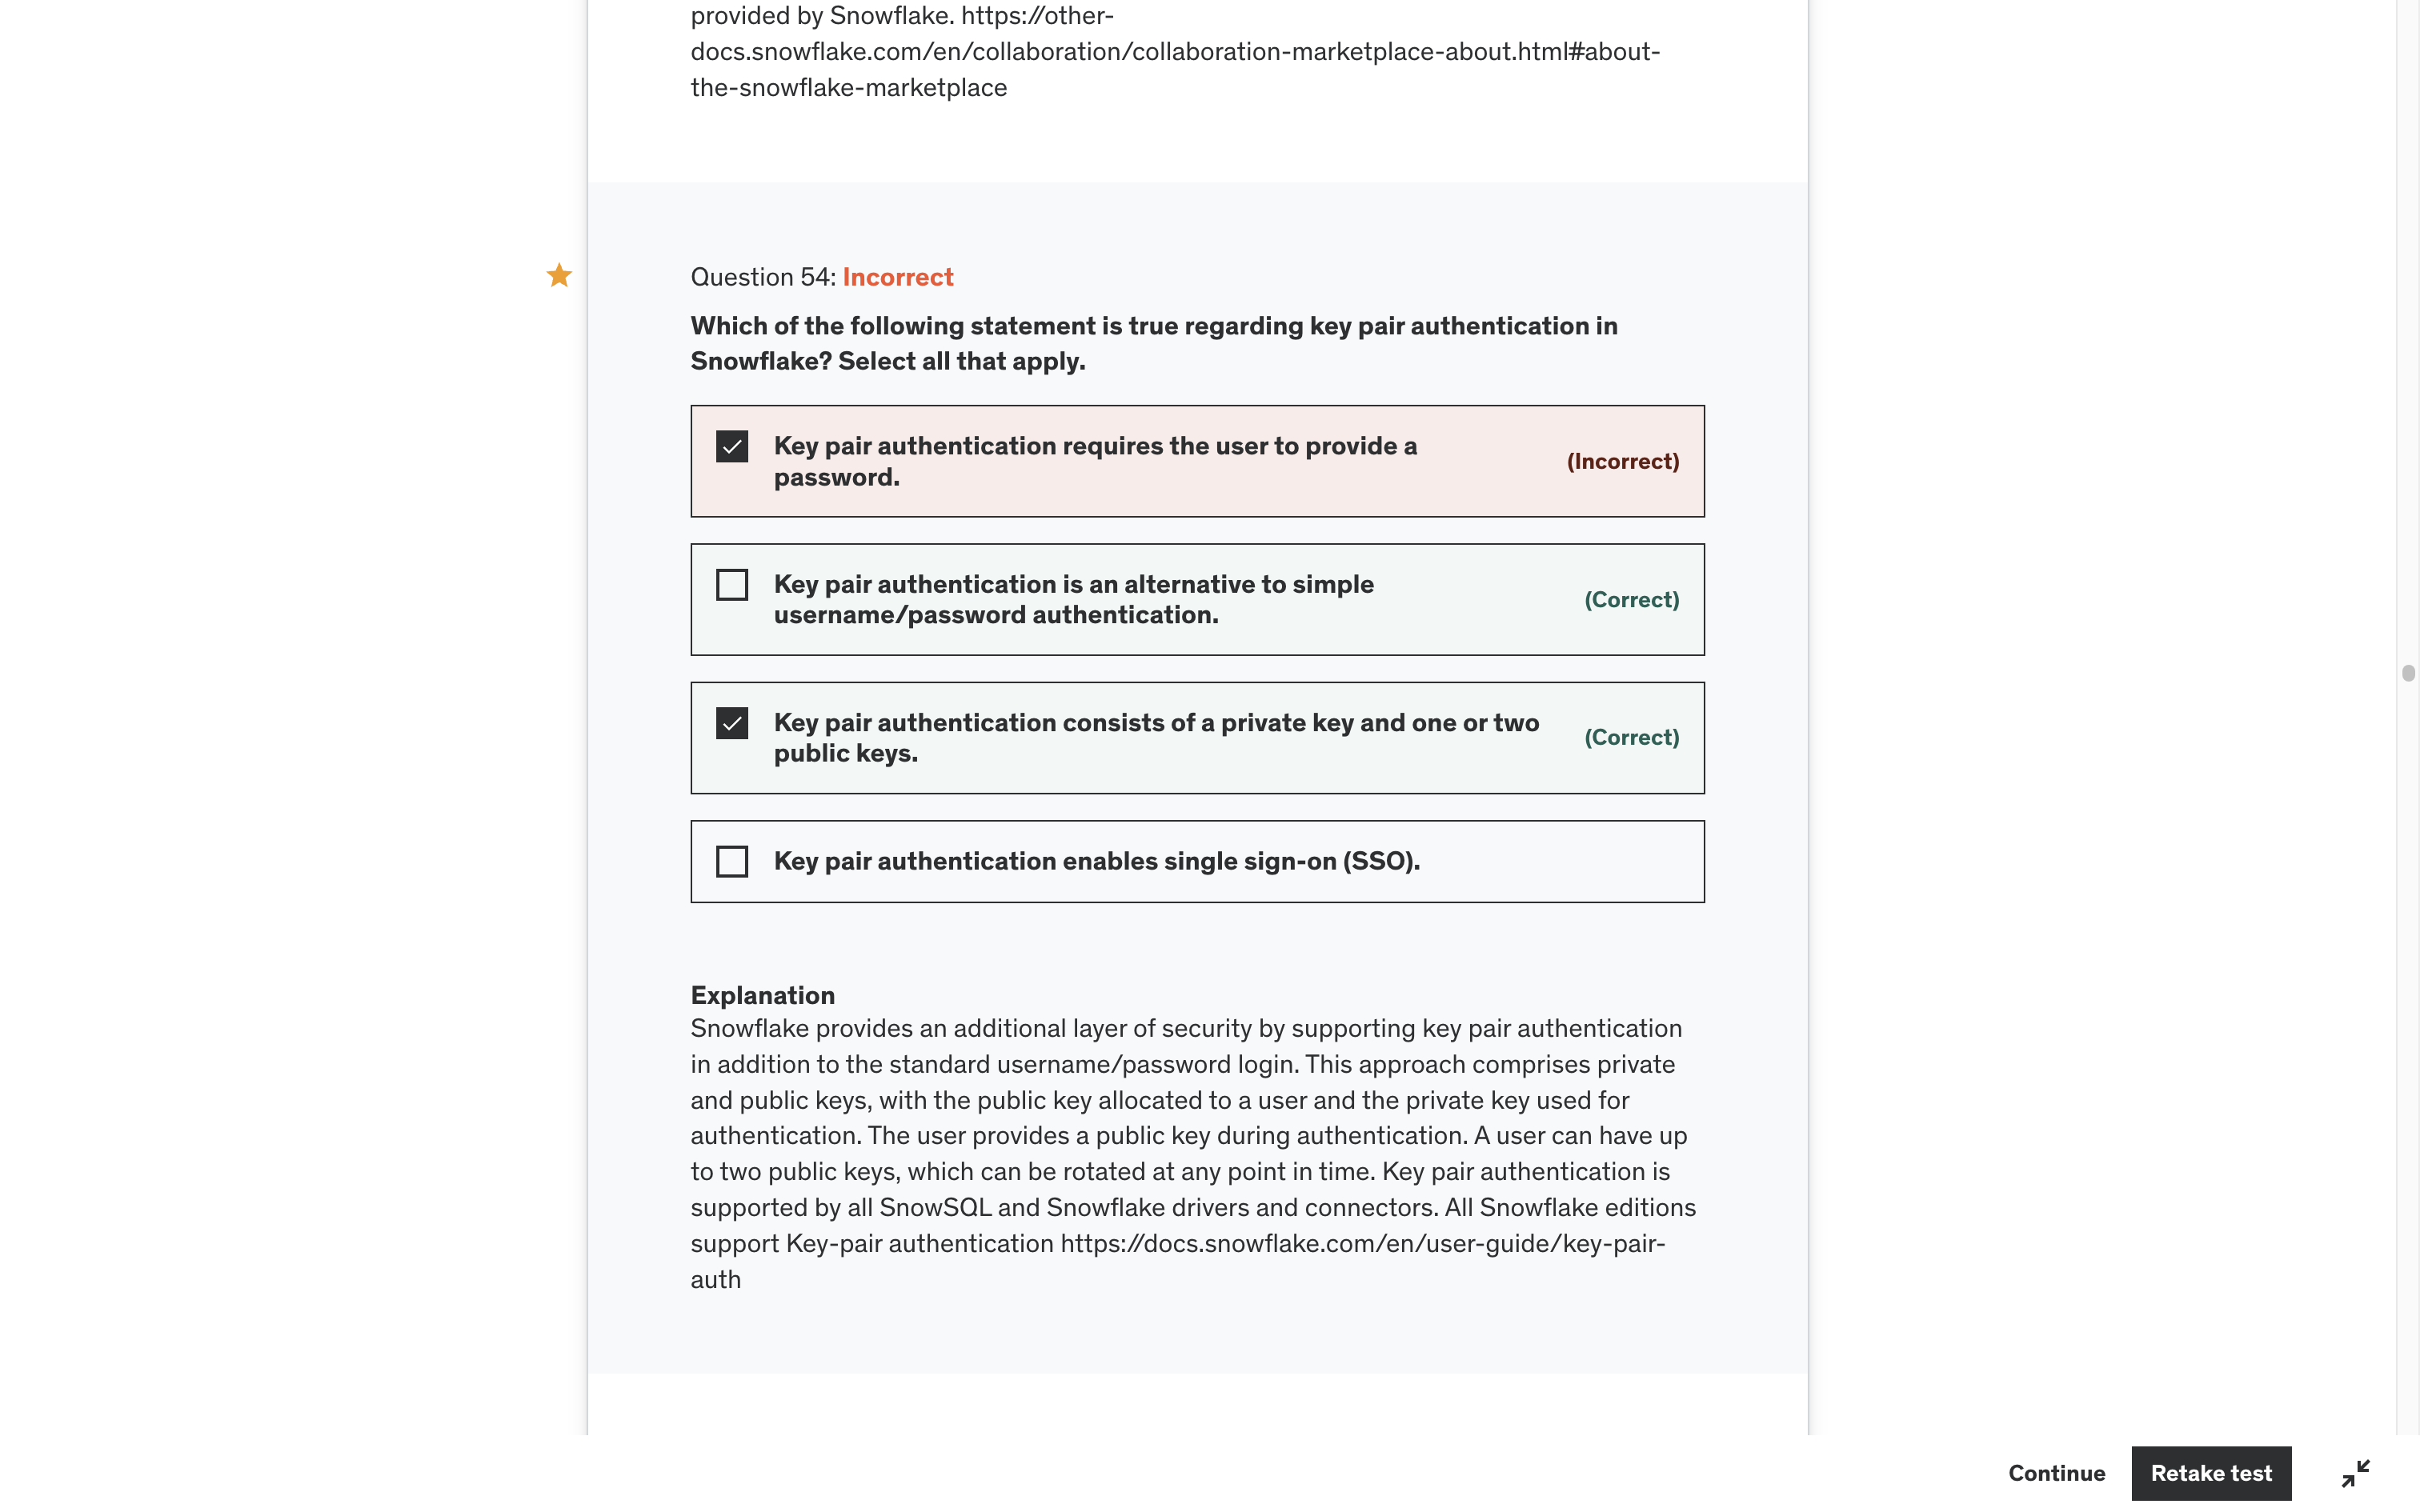 provided by Snowflake. https://other-
docs.snowflake.com/en/collaboration/collaboration-marketplace-about.html#about-
the-snowflake-marketplace
Question 54: Incorrect
Which of the following statement is true regarding key pair authentication in
Snowflake? Select all that apply.
Key pair authentication requires the user to provide a
password.
(Incorrect)
Key pair authentication is an alternative to simple
username/password authentication.
(Correct)
Key pair authentication consists of a private key and one or two
public keys.
(Correct)
Key pair authentication enables single sign-on (SSO).
Explanation
Snowflake provides an additional layer of security by supporting key pair authentication
in addition to the standard username/password login. This approach comprises private
and public keys, with the public key allocated to a user and the private key used for
authentication. The user provides a public key during authentication. A user can have up
to two public keys, which can be rotated at any point in time. Key pair authentication is
supported by all SnowSQL and Snowflake drivers and connectors. All Snowflake editions
support Key-pair authentication https://docs.snowflake.com/en/user-guide/key-pair-
auth
Continue
Retake test